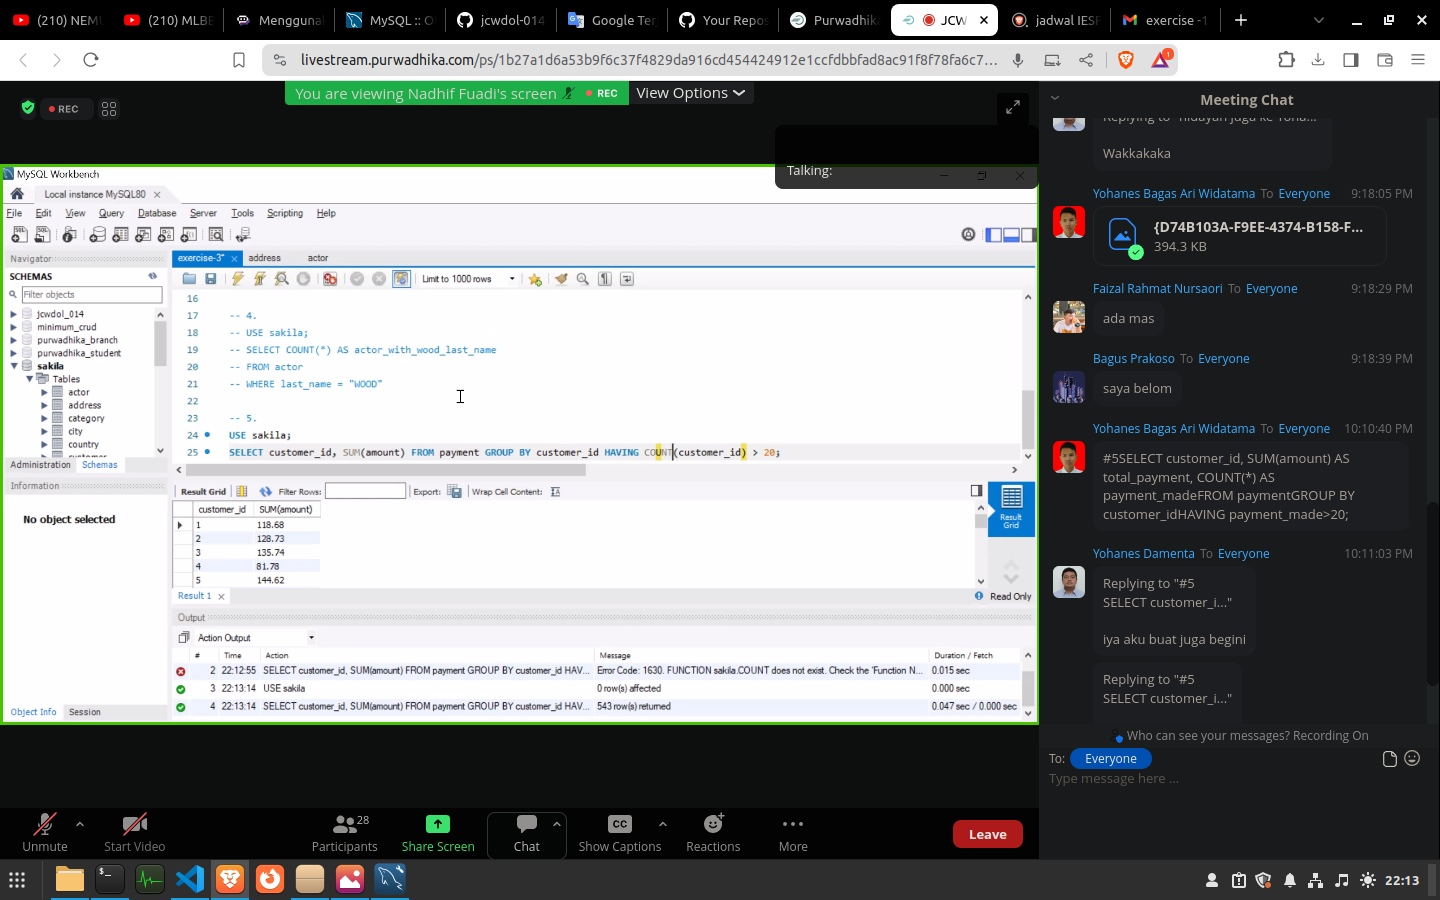 (210) NEMU
(210) MLBE
Mengguna
MySQL :: O
jcwdol-014
Google Ter
Your Repos
Purwadhika
JCW
jadwal IESF
exercise -1
livestream.purwadhika.com/ps/1b27a1d6a53b9f6c37f4829da916cd454424912e1ccfdbbfad8ac91f8f78fa6c7...
1
You are viewing Nadhif Fuadi's screen
REC
View Options
REC
Talking:
MySQL Workbench
Local instance MySQL80
File Edit View Query Database Server Tools Scripting Help
Navigator
SCHEMAS
Filter objects
jcwdol_014
minimum_crud
purwadhika_branch
purwadhika_student
sakila
Tables
actor
address
category
city
country
customer
Administration Schemas
Information
No object selected
Object Info Session
exercise-3* address actor
Limit to 1000 rows
16
17 -- 4.
18 -- USE sakila;
19 -- SELECT COUNT(*) AS actor_with_wood_last_name
20 -- FROM actor
21 -- WHERE last_name = "WOOD"
22
23 -- 5.
24 USE sakila;
25 SELECT customer_id, SUM(amount) FROM payment GROUP BY customer_id HAVING COUNT(customer_id) > 20;
Result Grid Filter Rows: Export: Wrap Cell Content:
customer_id SUM(amount)
1 118.68
2 128.73
3 135.74
4 81.78
5 144.62
Result Grid
Result 1
Read Only
Output
Action Output
# Time Action Message Duration / Fetch
2 22:12:55 SELECT customer_id, SUM(amount) FROM payment GROUP BY customer_id HAV... Error Code: 1630. FUNCTION sakila.COUNT does not exist. Check the 'Function N... 0.015 sec
3 22:13:14 USE sakila 0 row(s) affected 0.000 sec
4 22:13:14 SELECT customer_id, SUM(amount) FROM payment GROUP BY customer_id HAV... 543 row(s) returned 0.047 sec / 0.000 sec
Meeting Chat
Replying to "hidayah juga ke Yoha...
Wakkakaka
Yohanes Bagas Ari Widatama To Everyone 9:18:05 PM
{D74B103A-F9EE-4374-B158-F...
394.3 KB
Faizal Rahmat Nursaori To Everyone 9:18:29 PM
ada mas
Bagus Prakoso To Everyone 9:18:39 PM
saya belom
Yohanes Bagas Ari Widatama To Everyone 10:10:40 PM
#5SELECT customer_id, SUM(amount) AS
total_payment, COUNT(*) AS
payment_madeFROM paymentGROUP BY
customer_idHAVING payment_made>20;
Yohanes Damenta To Everyone 10:11:03 PM
Replying to "#5
SELECT customer_i..."
iya aku buat juga begini
Replying to "#5
SELECT customer_i..."
Who can see your messages? Recording On
To: Everyone
Type message here ...
Unmute
Start Video
28
Participants
Share Screen
Chat
CC
Show Captions
Reactions
More
Leave
22:13